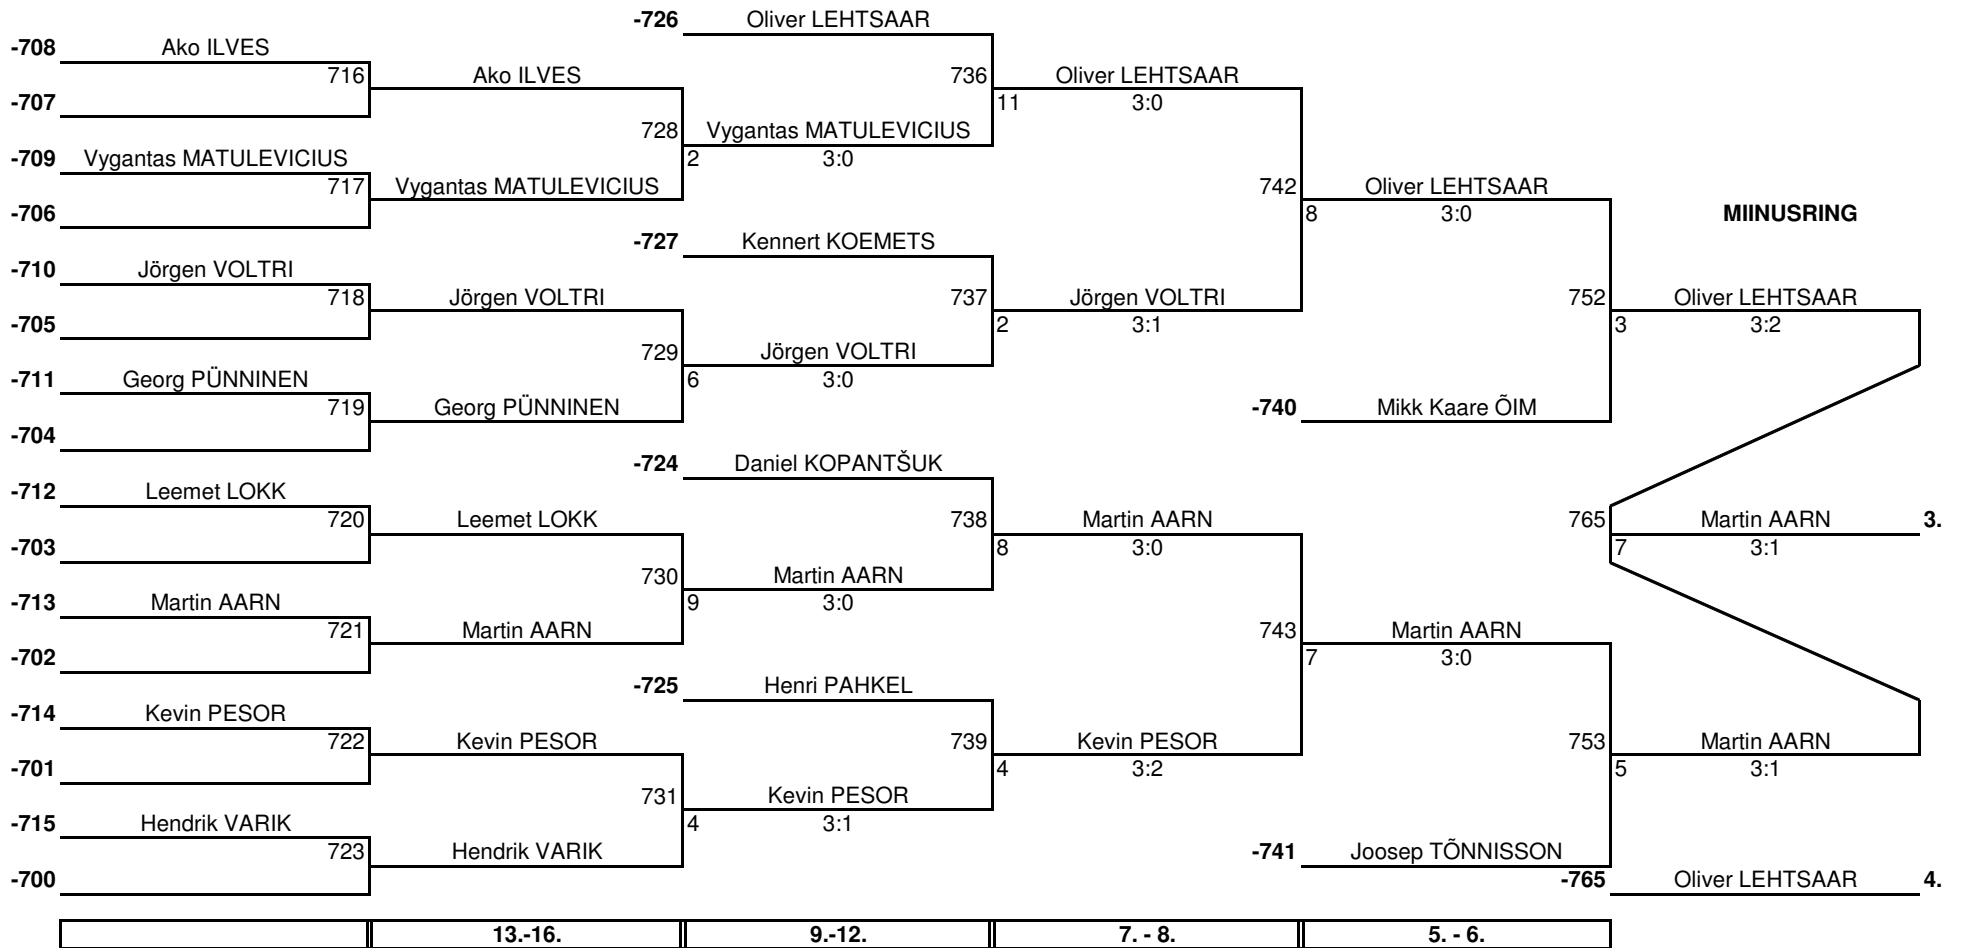 -726 Oliver LEHTSAAR
-708 Ako ILVES
716 Ako ILVES 736 Oliver LEHTSAAR
-707 11 3:0
728 Vygantas MATULEVICIUS
-709 Vygantas MATULEVICIUS 2 3:0
717 Vygantas MATULEVICIUS 742 Oliver LEHTSAAR
-706 8 3:0 MIINUSRING
-727 Kennert KOEMETS
-710 Jörgen VOLTRI
718 Jörgen VOLTRI 737 Jörgen VOLTRI 752 Oliver LEHTSAAR
-705 2 3:1 3 3:2
729 Jörgen VOLTRI
-711 Georg PÜNNINEN 6 3:0
719 Georg PÜNNINEN -740 Mikk Kaare ÕIM
-704
-724 Daniel KOPANTŠUK
-712 Leemet LOKK
720 Leemet LOKK 738 Martin AARN 765 Martin AARN 3.
-703 8 3:0 7 3:1
730 Martin AARN
-713 Martin AARN 9 3:0
721 Martin AARN 743 Martin AARN
-702 7 3:0
-725 Henri PAHKEL
-714 Kevin PESOR
722 Kevin PESOR 739 Kevin PESOR 753 Martin AARN
-701 4 3:2 5 3:1
731 Kevin PESOR
-715 Hendrik VARIK 4 3:1
723 Hendrik VARIK -741 Joosep TÕNNISSON
-700 -765 Oliver LEHTSAAR 4.
13.-16. 9.-12. 7. - 8. 5. - 6.